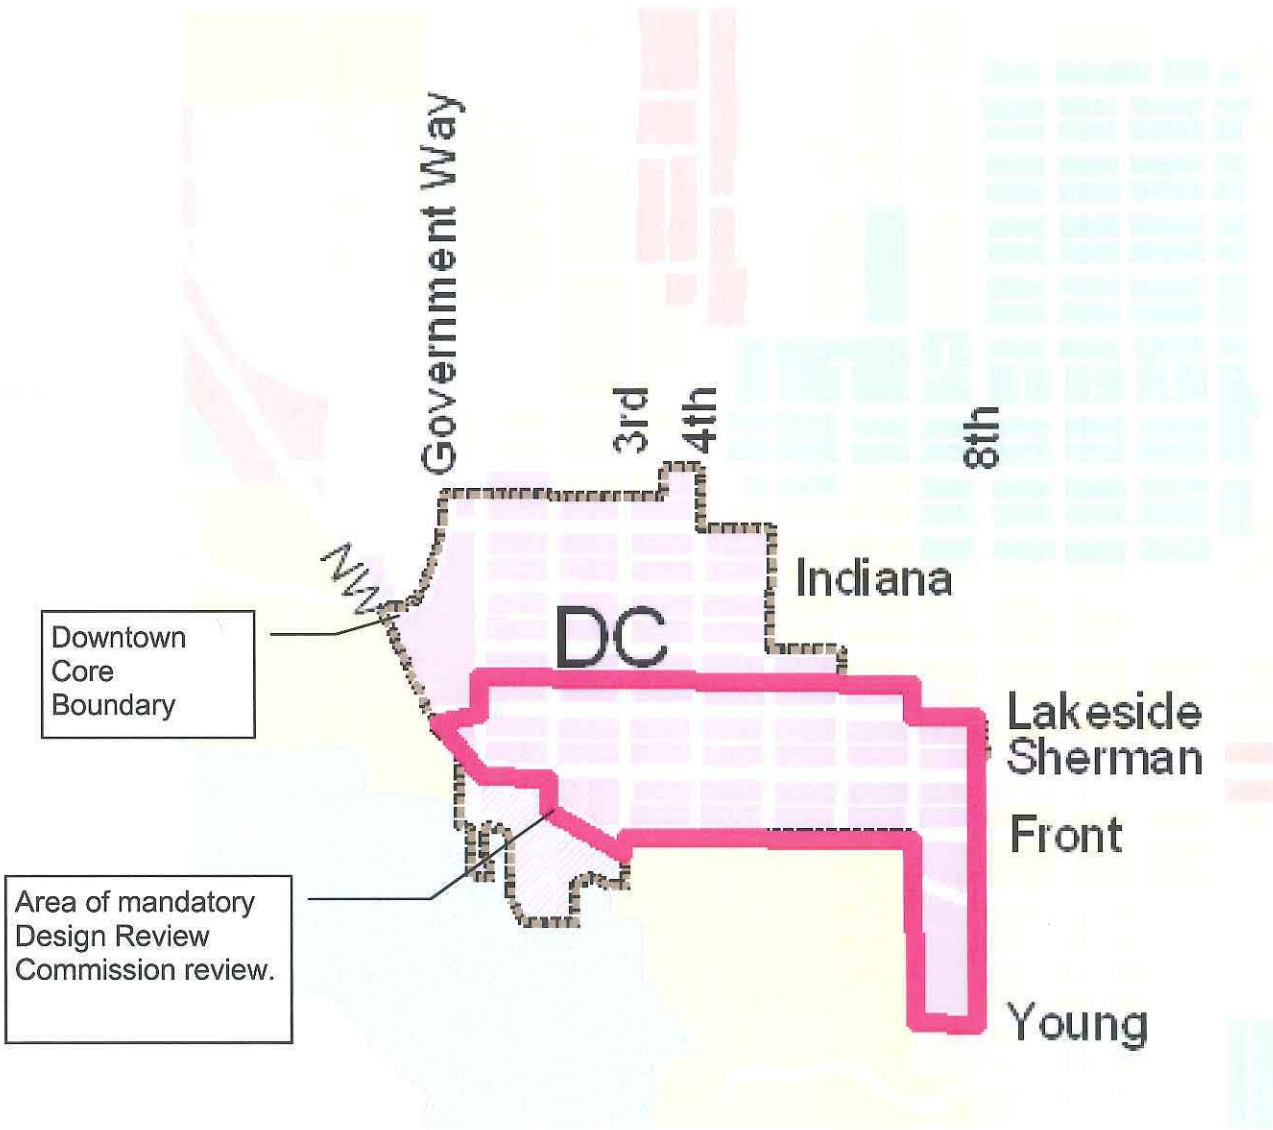 Government Way
3rd
4th
8th
NW
Indiana
DC
Downtown
Core
Boundary
Lakeside
Sherman
Front
Area of mandatory
Design Review
Commission review.
Young